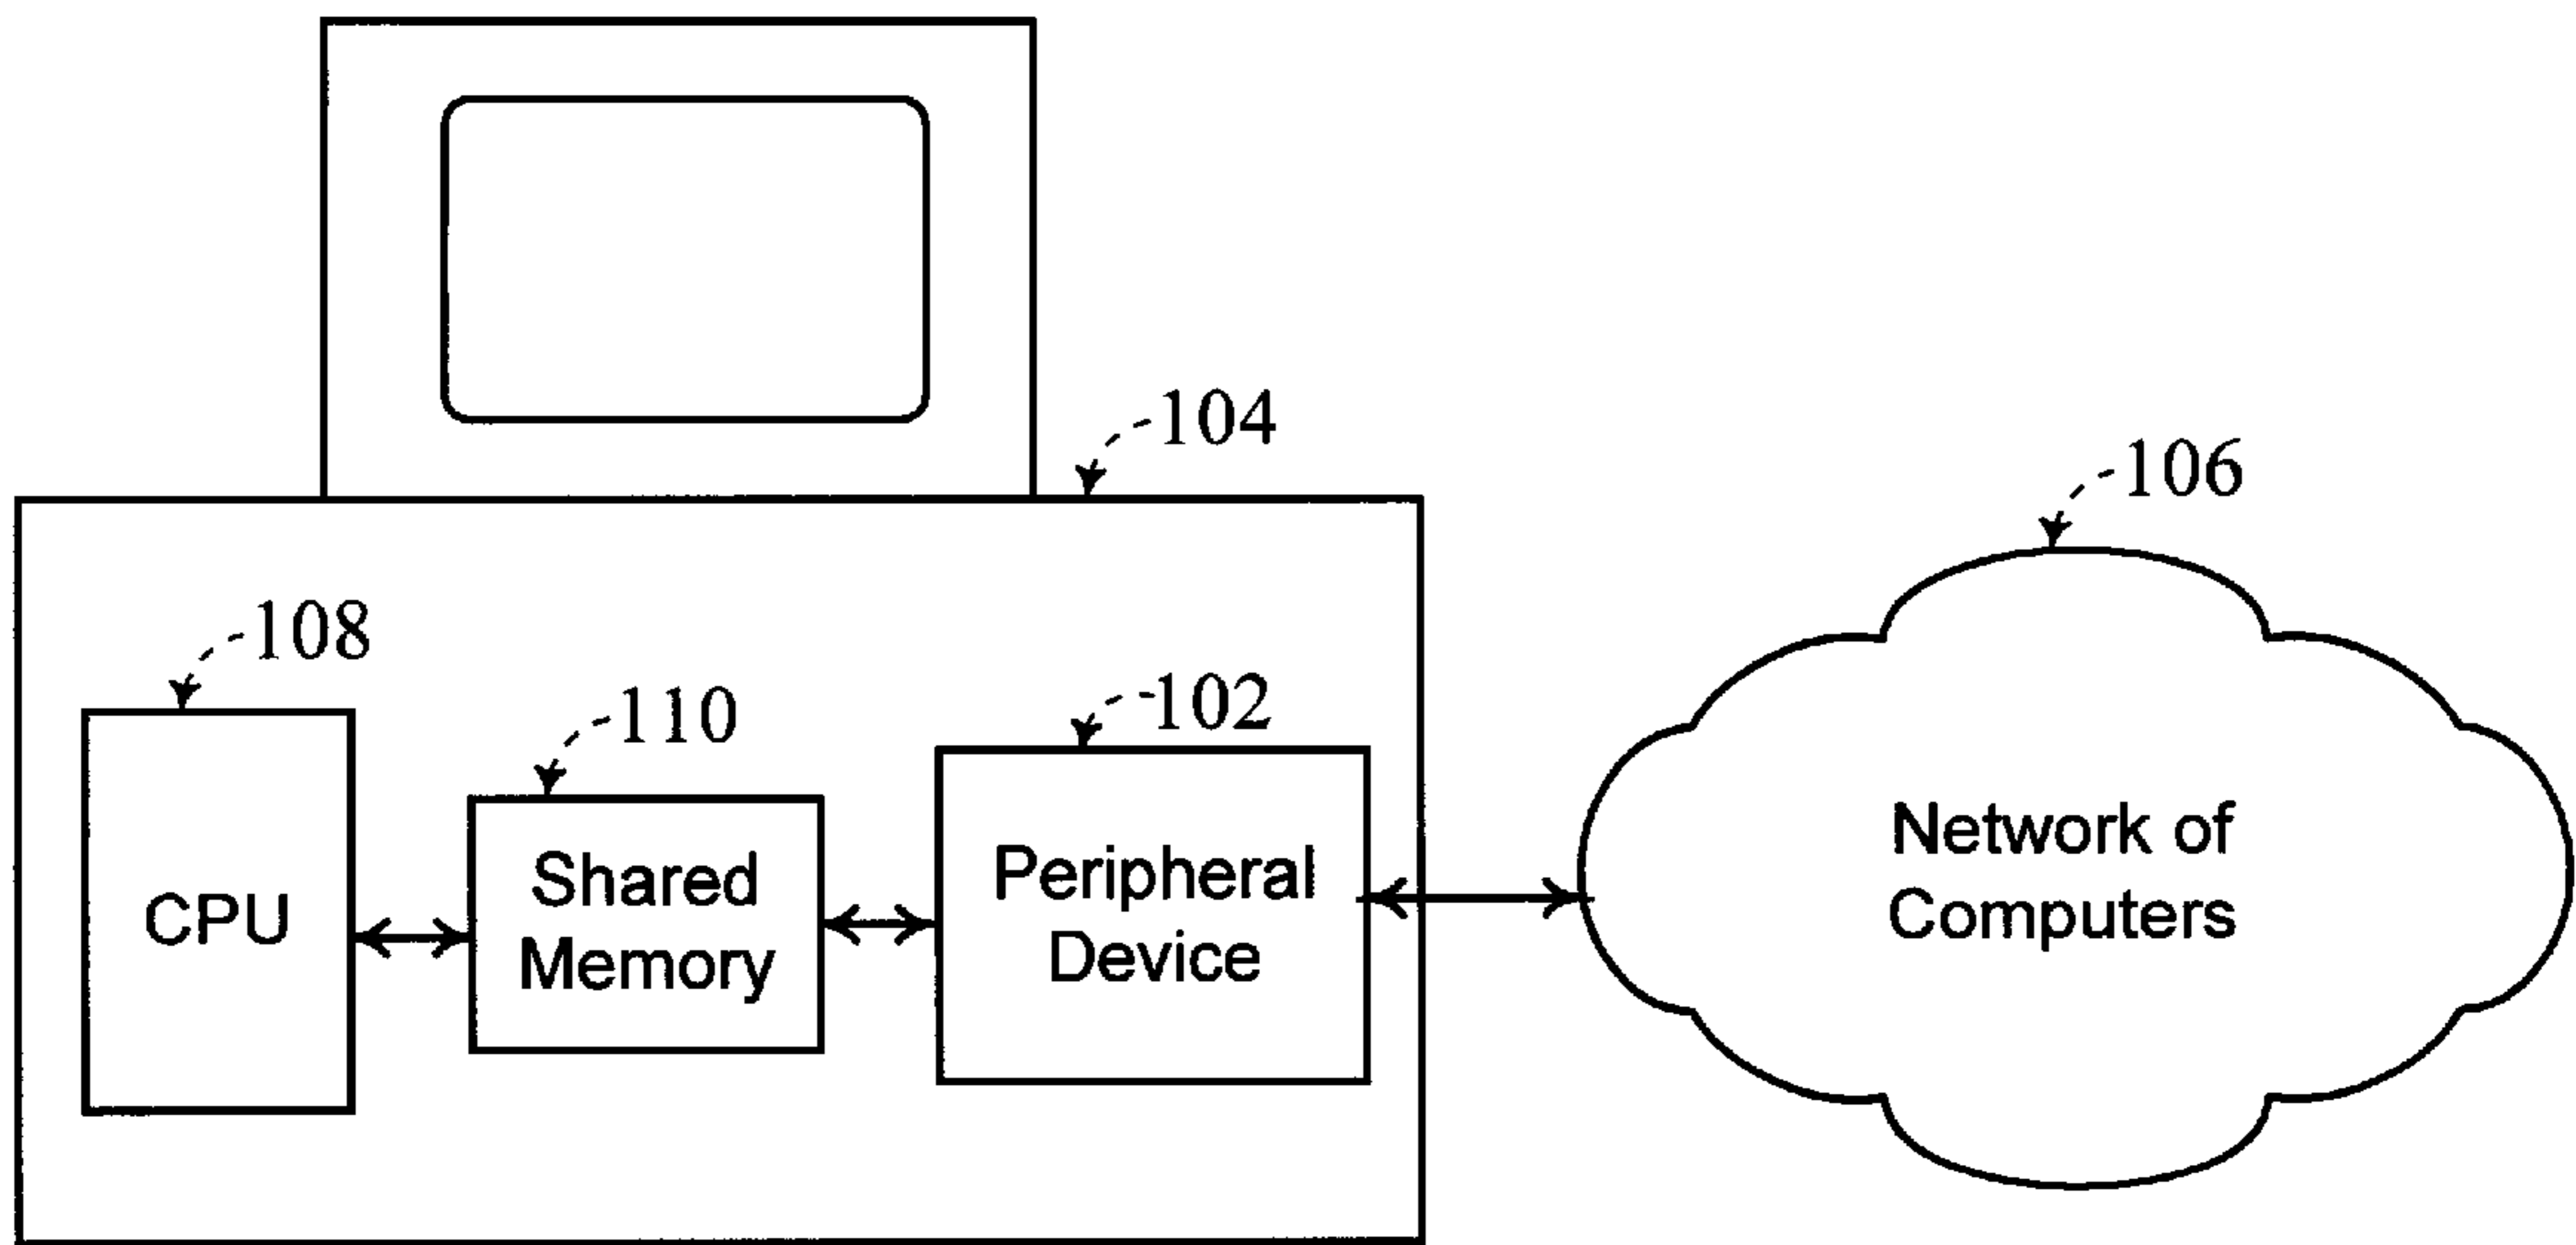 104
106
108
110
102
CPU
Shared
Memory
Peripheral
Device
Network of
Computers